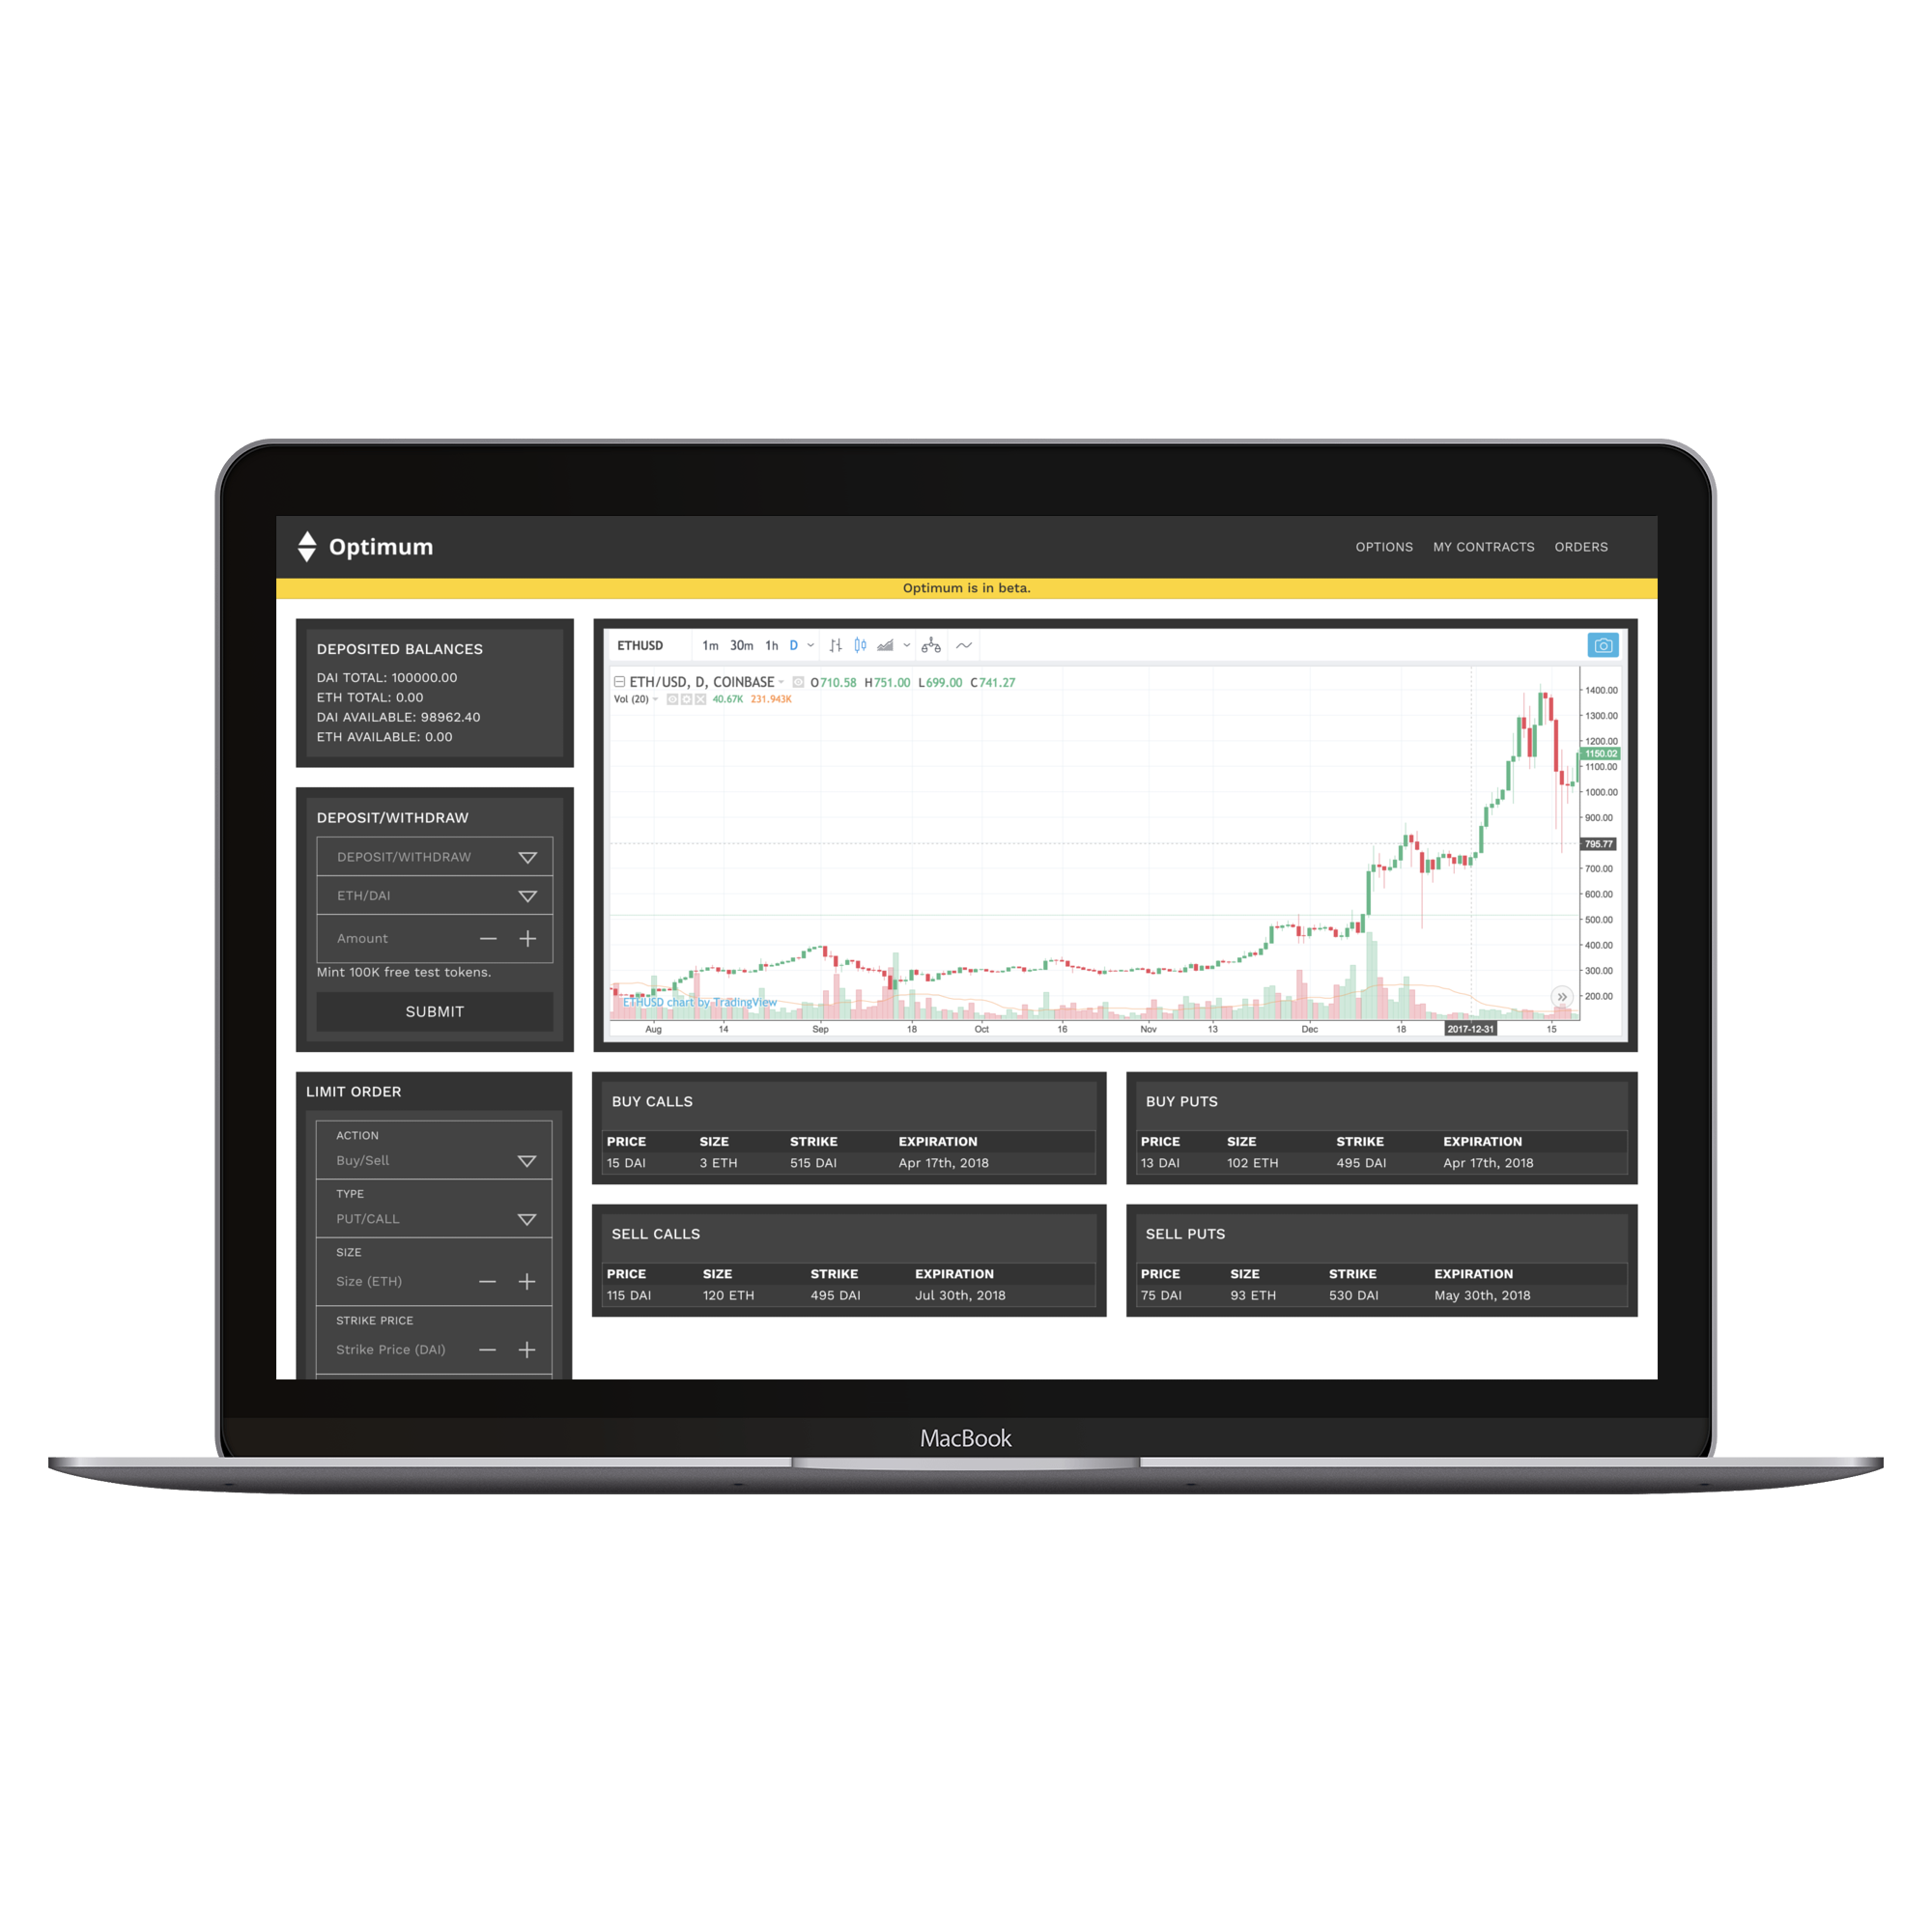 Optimum
OPTIONS MY CONTRACTS ORDERS
Optimum is in beta.
DEPOSITED BALANCES
DAI TOTAL: 100000.00
ETH TOTAL: 0.00
DAI AVAILABLE: 98962.40
ETH AVAILABLE: 0.00
DEPOSIT/WITHDRAW
DEPOSIT/WITHDRAW
ETH/DAI
Amount
Mint 100K free test tokens.
SUBMIT
LIMIT ORDER
ACTION
Buy/Sell
TYPE
PUT/CALL
SIZE
Size (ETH)
STRIKE PRICE
Strike Price (DAI)
ETHUSD 1m 30m 1h D
ETH/USD, D, COINBASE O710.58 H751.00 L699.00 C741.27
Vol (20) 40.67K 231.943K
1400.00
1300.00
1200.00
1150.02
1100.00
1000.00
900.00
795.77
700.00
600.00
500.00
400.00
300.00
200.00
ETHUSD chart by TradingView
Aug 14 Sep 18 Oct 16 Nov 13 Dec 18 2017-12-31 15
BUY CALLS
PRICE SIZE STRIKE EXPIRATION
15 DAI 3 ETH 515 DAI Apr 17th, 2018
BUY PUTS
PRICE SIZE STRIKE EXPIRATION
13 DAI 102 ETH 495 DAI Apr 17th, 2018
SELL CALLS
PRICE SIZE STRIKE EXPIRATION
115 DAI 120 ETH 495 DAI Jul 30th, 2018
SELL PUTS
PRICE SIZE STRIKE EXPIRATION
75 DAI 93 ETH 530 DAI May 30th, 2018
MacBook